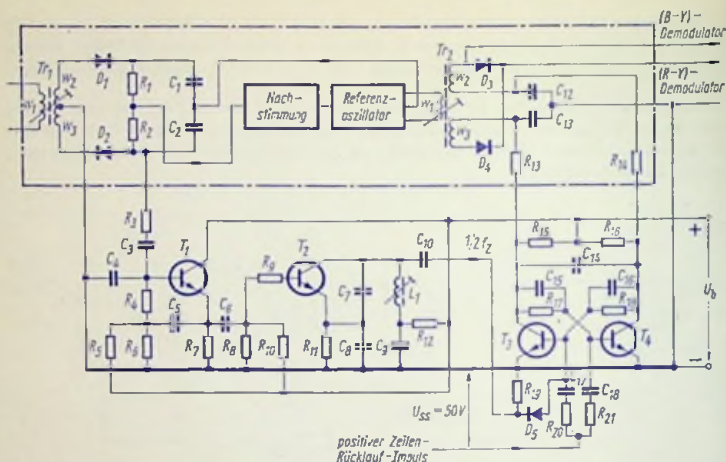 (B-Y)-
Demodulator
(R-Y)-
Demodulator
Tr1
w1
w2
w3
D1
D2
R1
R2
C1
C2
Nach-
stimmung
Referenz-
oszillator
Tr2
w1
w2
w3
D3
D4
C12
C13
R13
R14
R3
C3
C4
R4
T1
C5
C6
R5
R6
R7
R8
R9
R10
T2
R11
C7
C8
C9
L1
R12
C10
1/2 fz
R15
R16
C15
C16
R17
T3
T4
+
Ub
−
R19
D5
C18
R20
R21
Uss = 50V
positiver Zeilen-
Rücklauf-Impuls